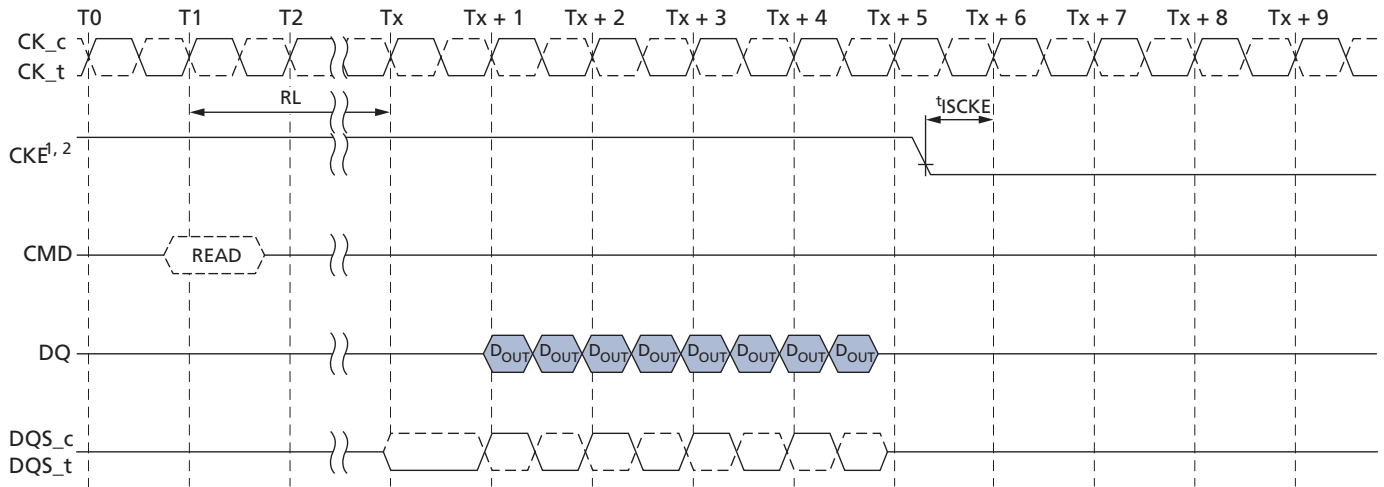 T0 T1 T2 Tx Tx + 1 Tx + 2 Tx + 3 Tx + 4 Tx + 5 Tx + 6 Tx + 7 Tx + 8 Tx + 9
CK_c
CK_t
RL
tISCKE
CKE1, 2
CMD READ
DQ DOUT DOUT DOUT DOUT DOUT DOUT DOUT DOUT
DQS_c
DQS_t